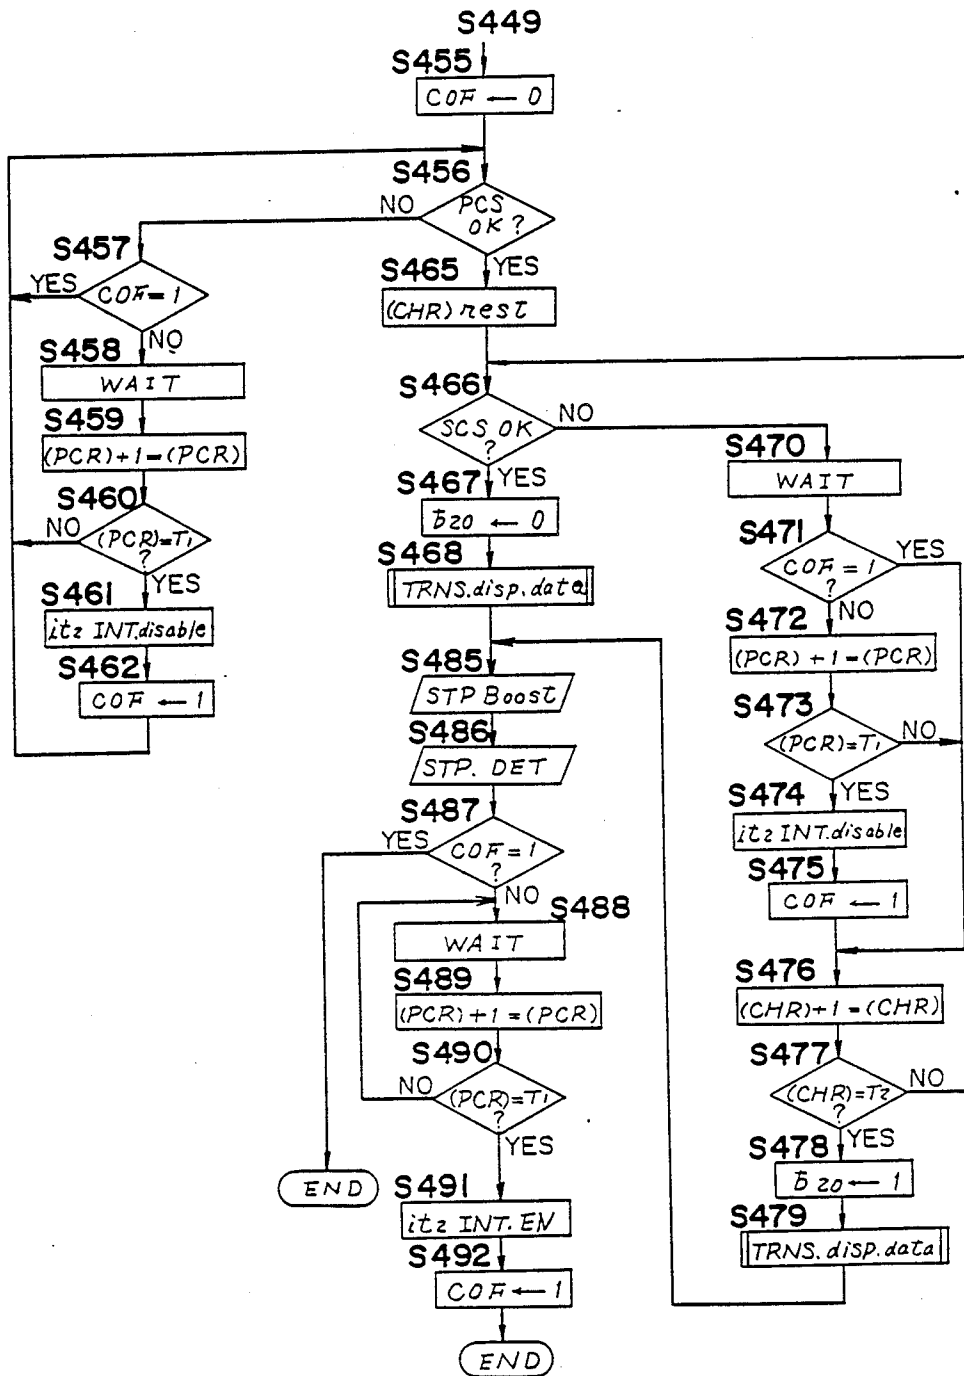 S449
S455
COF ← 0
S456
PCS
OK ?
NO
YES
S457
COF = 1
YES
NO
S458
WAIT
S459
(PCR)+1=(PCR)
S460
(PCR)=T1
?
NO
YES
S461
it2 INT.disable
S462
COF ← 1
S465
(CHR)rest
S466
SCS OK
?
NO
YES
S467
b20 ← 0
S468
TRNS.disp.data
S485
STP Boost
S486
STP. DET
S487
COF = 1
?
YES
NO
S488
WAIT
S489
(PCR)+1=(PCR)
S490
(PCR)=T1
?
NO
YES
END
S491
it2 INT.EN
S492
COF ← 1
END
S470
WAIT
S471
COF = 1
?
YES
NO
S472
(PCR)+1=(PCR)
S473
(PCR)=T1
NO
YES
S474
it2 INT.disable
S475
COF ← 1
S476
(CHR)+1=(CHR)
S477
(CHR)=T2
?
NO
YES
S478
b20 ← 1
S479
TRNS.disp.data